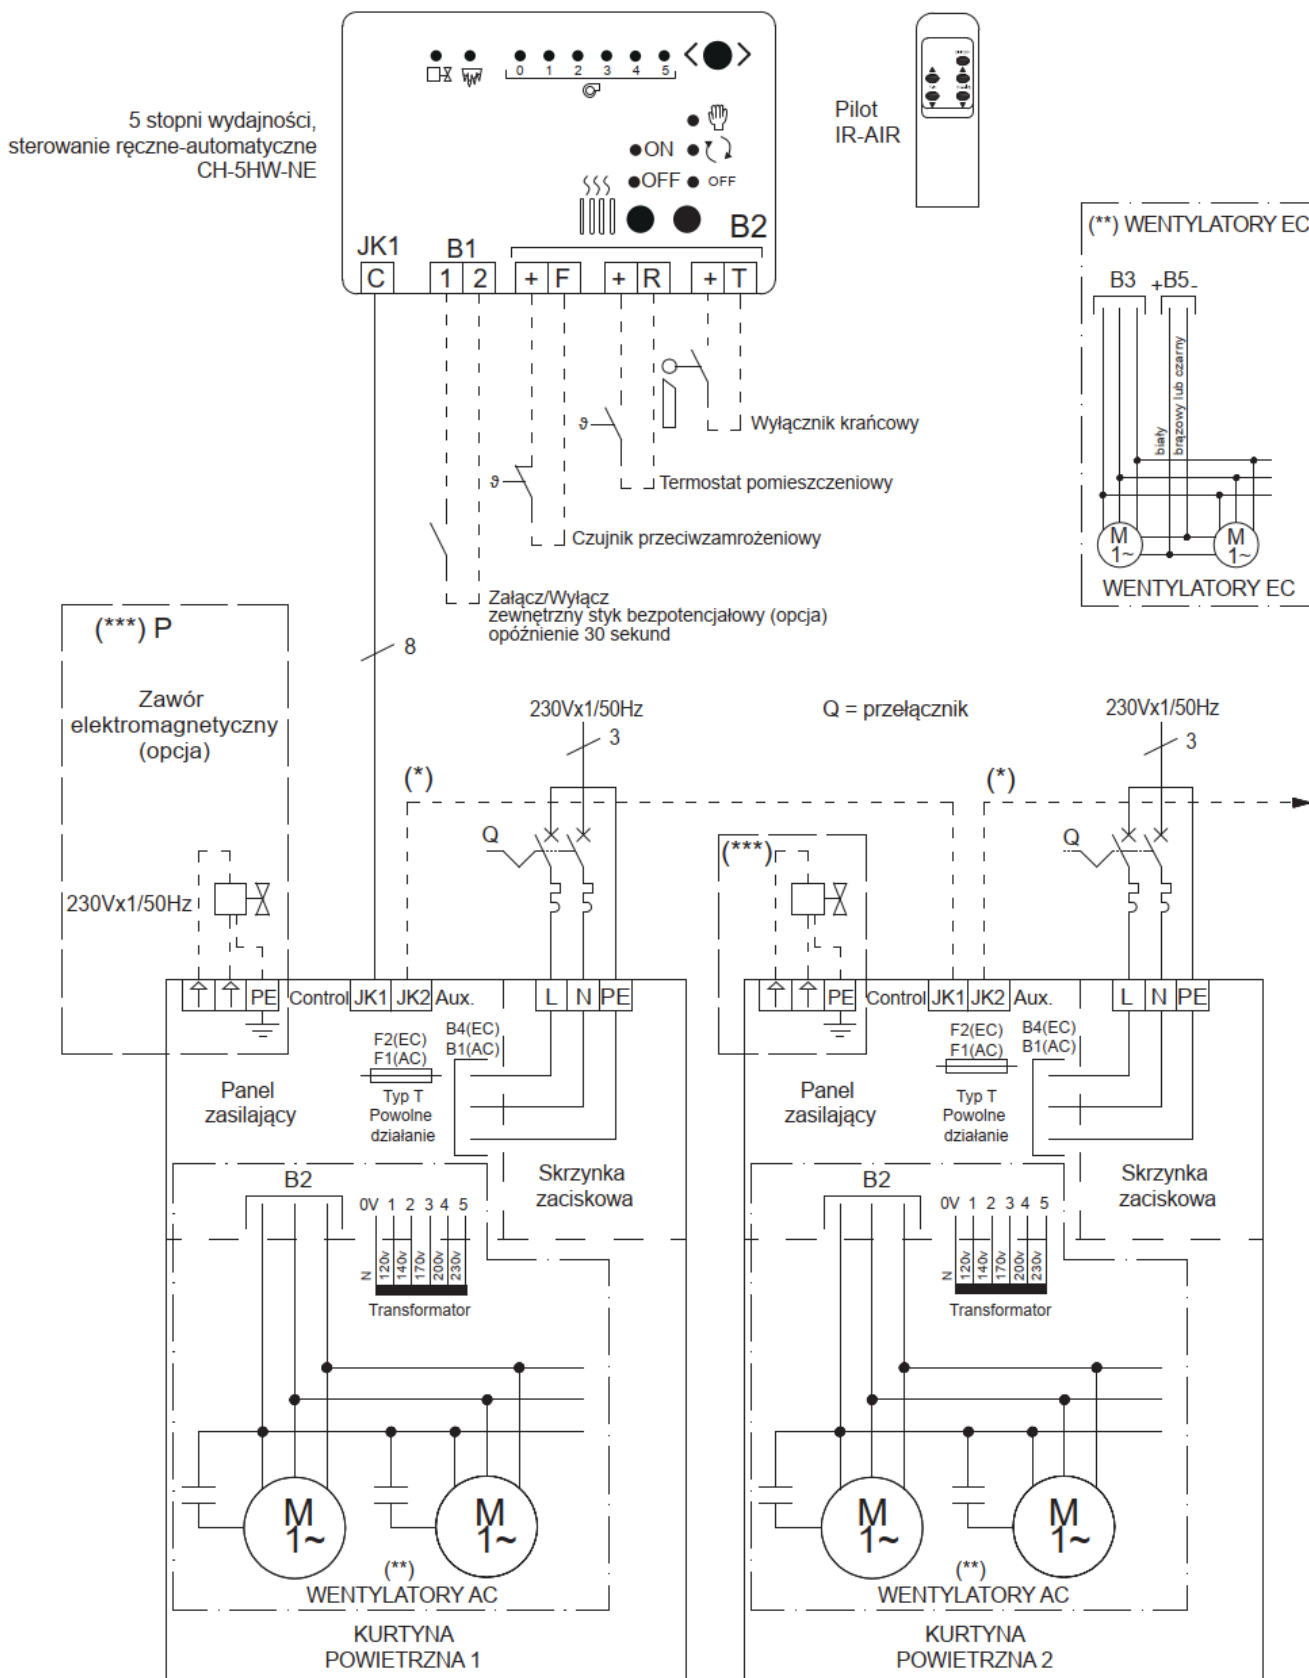 0 1 2 3 4 5
5 stopni wydajności,
sterowanie ręczne-automatyczne
CH-5HW-NE
Pilot
IR-AIR
ON
OFF
OFF
B2
JK1
B1
C
1 2
+ F
+ R
+ T
(**) WENTYLATORY EC
B3
+B5-
biały
brązowy lub czarny
M
1~
M
1~
WENTYLATORY EC
Wyłącznik krańcowy
ϑ
Termostat pomieszczeniowy
ϑ
Czujnik przeciwzamrożeniowy
Załącz/Wyłącz
zewnętrzny styk bezpotencjałowy (opcja)
opóźnienie 30 sekund
8
(***) P
Zawór
elektromagnetyczny
(opcja)
230Vx1/50Hz
230Vx1/50Hz
3
Q = przełącznik
230Vx1/50Hz
3
(*)
(*)
Q
(***)
Q
PE
Control JK1 JK2 Aux.
L N PE
PE
Control JK1 JK2 Aux.
L N PE
F2(EC)
F1(AC)
B4(EC)
B1(AC)
Typ T
Powolne
działanie
Panel
zasilający
Skrzynka
zaciskowa
B2
0V 1 2 3 4 5
N 120v 140v 170v 200v 230v
Transformator
M
1~
M
1~
(**)
WENTYLATORY AC
KURTYNA
POWIETRZNA 1
F2(EC)
F1(AC)
B4(EC)
B1(AC)
Typ T
Powolne
działanie
Panel
zasilający
Skrzynka
zaciskowa
B2
0V 1 2 3 4 5
N 120v 140v 170v 200v 230v
Transformator
M
1~
M
1~
(**)
WENTYLATORY AC
KURTYNA
POWIETRZNA 2